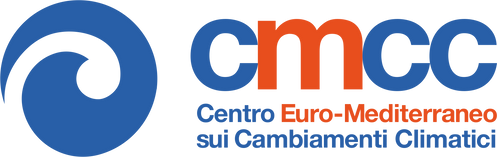 cmcc
Centro Euro-Mediterraneo
sui Cambiamenti Climatici